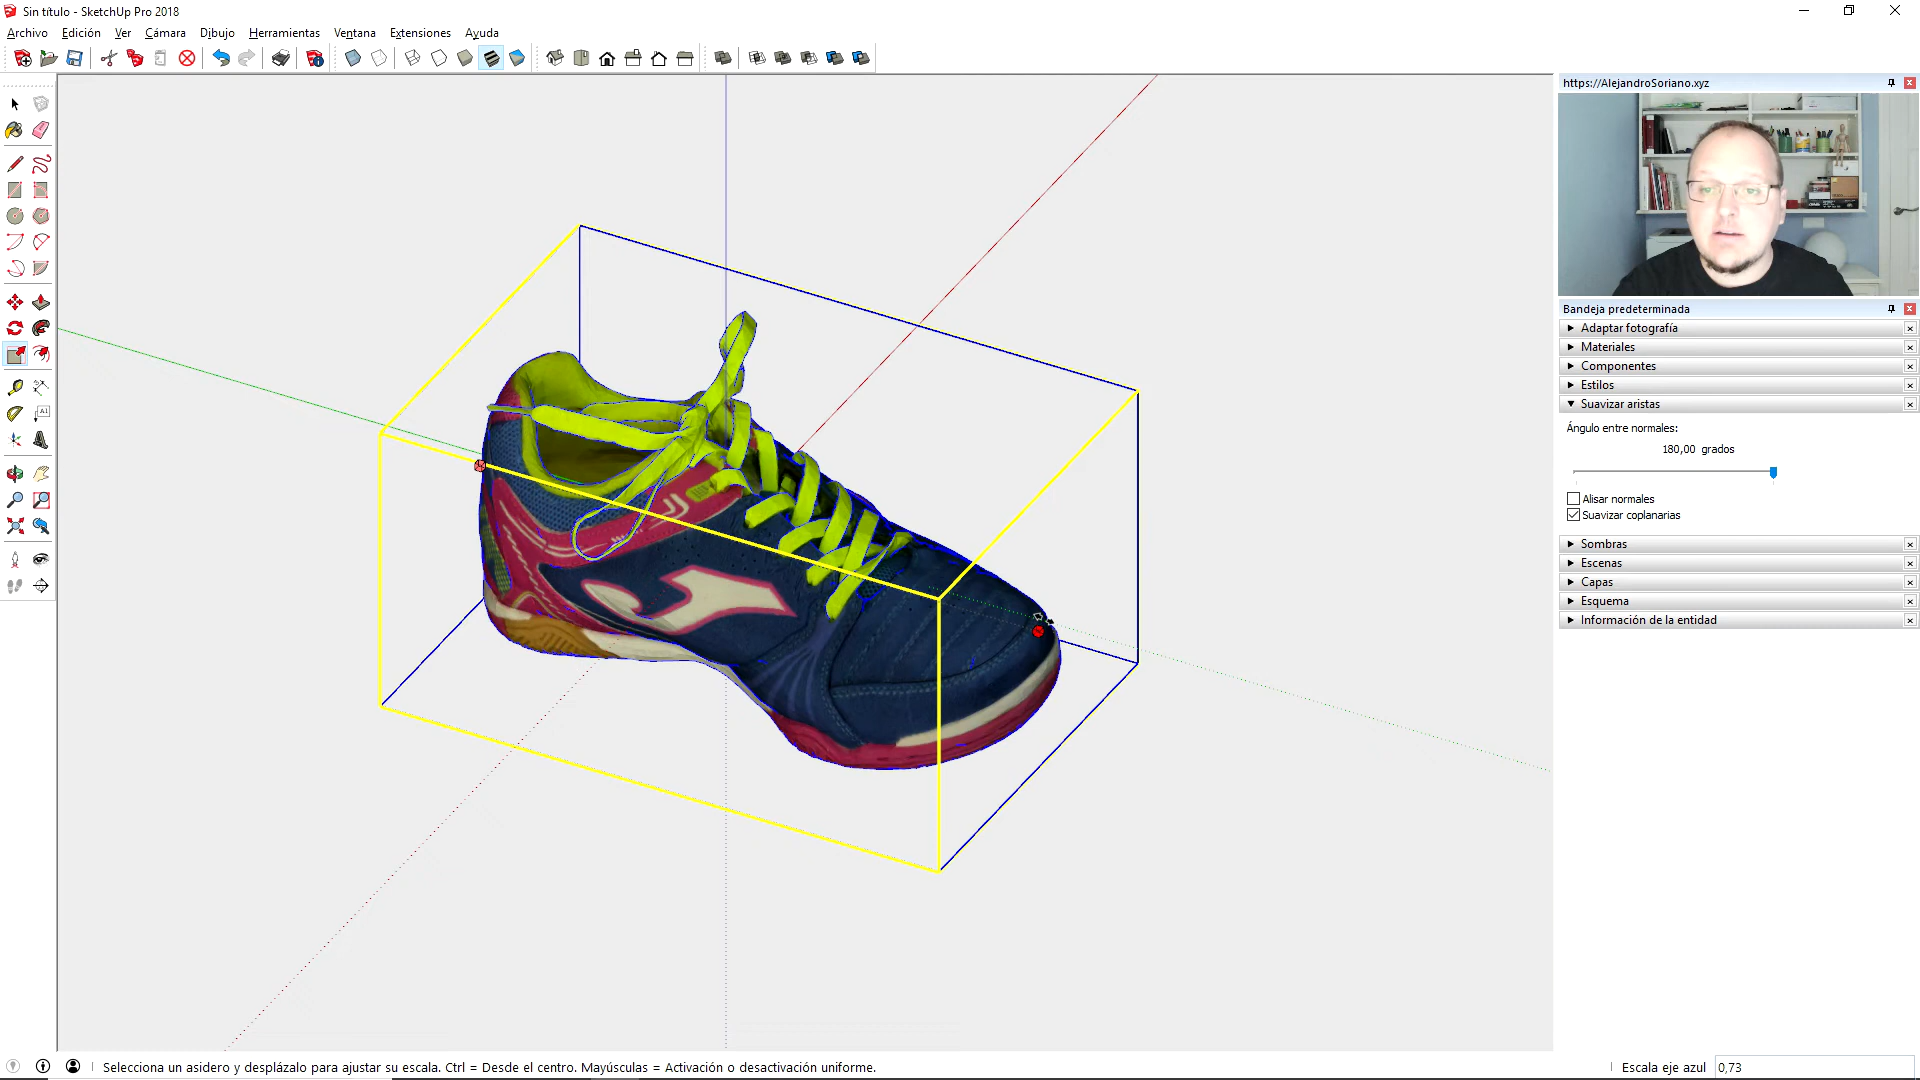 Sin título - SketchUp Pro 2018
Archivo Edición Ver Cámara Dibujo Herramientas Ventana Extensiones Ayuda
https://AlejandroSoriano.xyz
Bandeja predeterminada
Adaptar fotografía
Materiales
Componentes
Estilos
Suavizar aristas
Ángulo entre normales:
180,00 grados
Alisar normales
Suavizar coplanarias
Sombras
Escenas
Capas
Esquema
Información de la entidad
Selecciona un asidero y desplázalo para ajustar su escala. Ctrl = Desde el centro. Mayúsculas = Activación o desactivación uniforme.
Escala eje azul 0,73